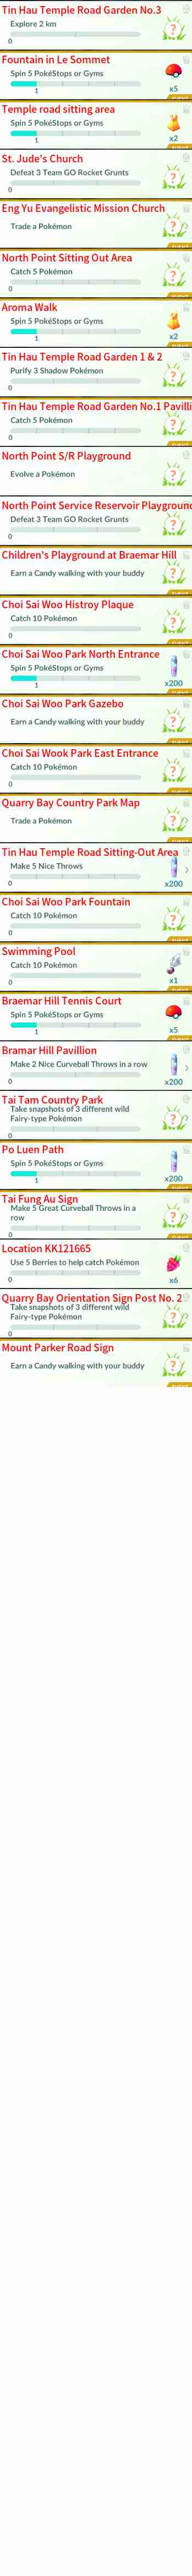 Tin Hau Temple Road Garden No.3
Explore 2 km
0
Fountain in Le Sommet
Spin 5 PokéStops or Gyms
1
x5
Temple road sitting area
Spin 5 PokéStops or Gyms
1
x2
St. Jude's Church
Defeat 3 Team GO Rocket Grunts
0
Eng Yu Evangelistic Mission Church
Trade a Pokémon
North Point Sitting Out Area
Catch 5 Pokémon
0
Aroma Walk
Spin 5 PokéStops or Gyms
1
x2
Tin Hau Temple Road Garden 1 & 2
Purify 3 Shadow Pokémon
0
Tin Hau Temple Road Garden No.1 Pavilli
Catch 5 Pokémon
0
North Point S/R Playground
Evolve a Pokémon
North Point Service Reservoir Playground
Defeat 3 Team GO Rocket Grunts
0
Children's Playground at Braemar Hill
Earn a Candy walking with your buddy
Choi Sai Woo Histroy Plaque
Catch 10 Pokémon
0
Choi Sai Woo Park North Entrance
Spin 5 PokéStops or Gyms
1
x200
Choi Sai Woo Park Gazebo
Earn a Candy walking with your buddy
Choi Sai Wook Park East Entrance
Catch 10 Pokémon
0
Quarry Bay Country Park Map
Trade a Pokémon
Tin Hau Temple Road Sitting-Out Area
Make 5 Nice Throws
0
x200
Choi Sai Woo Park Fountain
Catch 10 Pokémon
0
Swimming Pool
Catch 10 Pokémon
0
x1
Braemar Hill Tennis Court
Spin 5 PokéStops or Gyms
1
x5
Bramar Hill Pavillion
Make 2 Nice Curveball Throws in a row
0
x200
Tai Tam Country Park
Take snapshots of 3 different wild
Fairy-type Pokémon
0
Po Luen Path
Spin 5 PokéStops or Gyms
1
x200
Tai Fung Au Sign
Make 5 Great Curveball Throws in a
row
0
Location KK121665
Use 5 Berries to help catch Pokémon
0
x6
Quarry Bay Orientation Sign Post No. 2
Take snapshots of 3 different wild
Fairy-type Pokémon
0
Mount Parker Road Sign
Earn a Candy walking with your buddy